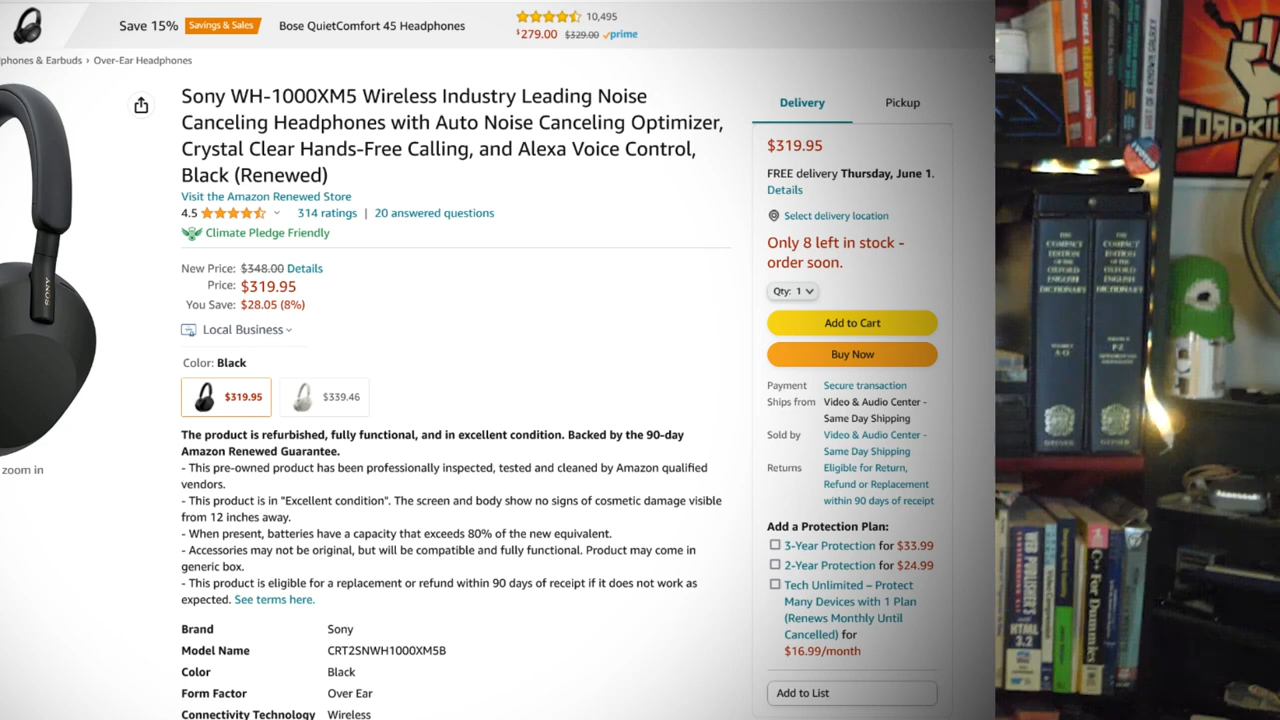 Save 15% Savings & Sales Bose QuietComfort 45 Headphones
10,495
$279.00 $329.00 prime
phones & Earbuds › Over-Ear Headphones
Sony WH-1000XM5 Wireless Industry Leading Noise
Canceling Headphones with Auto Noise Canceling Optimizer,
Crystal Clear Hands-Free Calling, and Alexa Voice Control,
Black (Renewed)
Visit the Amazon Renewed Store
4.5 314 ratings | 20 answered questions
Climate Pledge Friendly
New Price: $348.00 Details
Price: $319.95
You Save: $28.05 (8%)
Local Business
Color: Black
$319.95 $339.46
zoom in
SONY
The product is refurbished, fully functional, and in excellent condition. Backed by the 90-day
Amazon Renewed Guarantee.
- This pre-owned product has been professionally inspected, tested and cleaned by Amazon qualified
vendors.
- This product is in "Excellent condition". The screen and body show no signs of cosmetic damage visible
from 12 inches away.
- When present, batteries have a capacity that exceeds 80% of the new equivalent.
- Accessories may not be original, but will be compatible and fully functional. Product may come in
generic box.
- This product is eligible for a replacement or refund within 90 days of receipt if it does not work as
expected. See terms here.
Brand Sony
Model Name CRT2SNWH1000XM5B
Color Black
Form Factor Over Ear
Connectivity Technology Wireless
Delivery Pickup
$319.95
FREE delivery Thursday, June 1.
Details
Select delivery location
Only 8 left in stock -
order soon.
Qty: 1
Add to Cart
Buy Now
Payment Secure transaction
Ships from Video & Audio Center -
Same Day Shipping
Sold by Video & Audio Center -
Same Day Shipping
Returns Eligible for Return,
Refund or Replacement
within 90 days of receipt
Add a Protection Plan:
3-Year Protection for $33.99
2-Year Protection for $24.99
Tech Unlimited – Protect
Many Devices with 1 Plan
(Renews Monthly Until
Cancelled) for
$16.99/month
Add to List
CORDKIL
THE
COMPACT
EDITION
OF THE
OXFORD
ENGLISH
DICTIONARY
A-O
THE
COMPACT
EDITION
OF THE
OXFORD
ENGLISH
DICTIONARY
P-Z
WEB PUBLISHER'S
HTML
3.2
C++ For Dummies